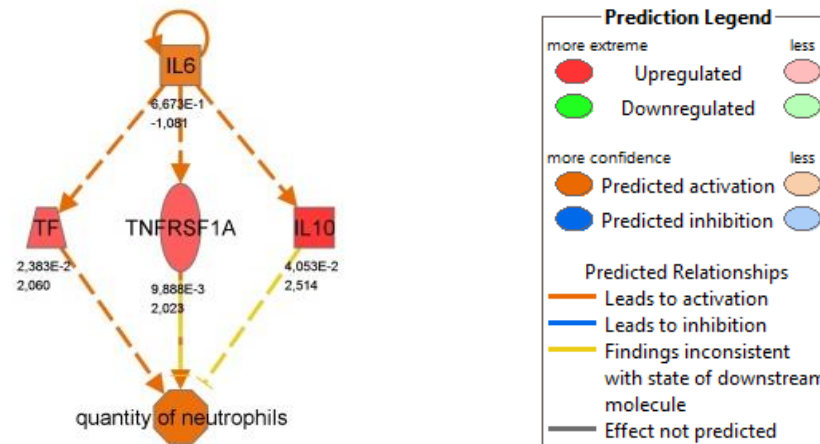 IL6
6,673E-1
-1,081
TF
TNFRSF1A
IL10
2,383E-2
2,060
9,888E-3
2,023
4,053E-2
2,514
quantity of neutrophils
Prediction Legend
more extreme less
Upregulated
Downregulated
more confidence less
Predicted activation
Predicted inhibition
Predicted Relationships
Leads to activation
Leads to inhibition
Findings inconsistent
with state of downstream
molecule
Effect not predicted